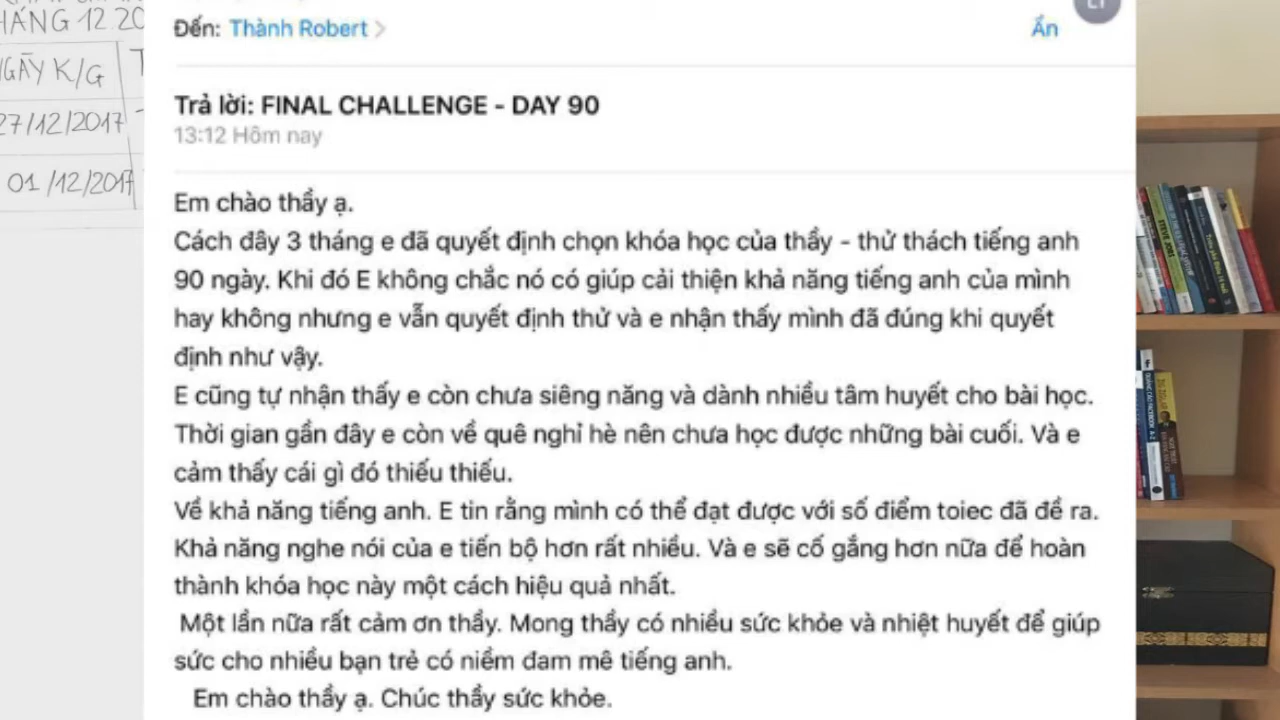 HÁNG 12 20
GÀY K/G
27/12/2017
01/12/2017
Đến: Thành Robert >
Ẩn
LT
Trả lời: FINAL CHALLENGE - DAY 90
13:12 Hôm nay
Em chào thầy ạ.
Cách đây 3 tháng e đã quyết định chọn khóa học của thầy - thử thách tiếng anh
90 ngày. Khi đó E không chắc nó có giúp cải thiện khả năng tiếng anh của mình
hay không nhưng e vẫn quyết định thử và e nhận thấy mình đã đúng khi quyết
định như vậy.
E cũng tự nhận thấy e còn chưa siêng năng và dành nhiều tâm huyết cho bài học.
Thời gian gần đây e còn về quê nghỉ hè nên chưa học được những bài cuối. Và e
cảm thấy cái gì đó thiếu thiếu.
Về khả năng tiếng anh. E tin rằng mình có thể đạt được với số điểm toiec đã đề ra.
Khả năng nghe nói của e tiến bộ hơn rất nhiều. Và e sẽ cố gắng hơn nữa để hoàn
thành khóa học này một cách hiệu quả nhất.
Một lần nữa rất cảm ơn thầy. Mong thầy có nhiều sức khỏe và nhiệt huyết để giúp
sức cho nhiều bạn trẻ có niềm đam mê tiếng anh.
Em chào thầy ạ. Chúc thầy sức khỏe.
STEVE JOBS